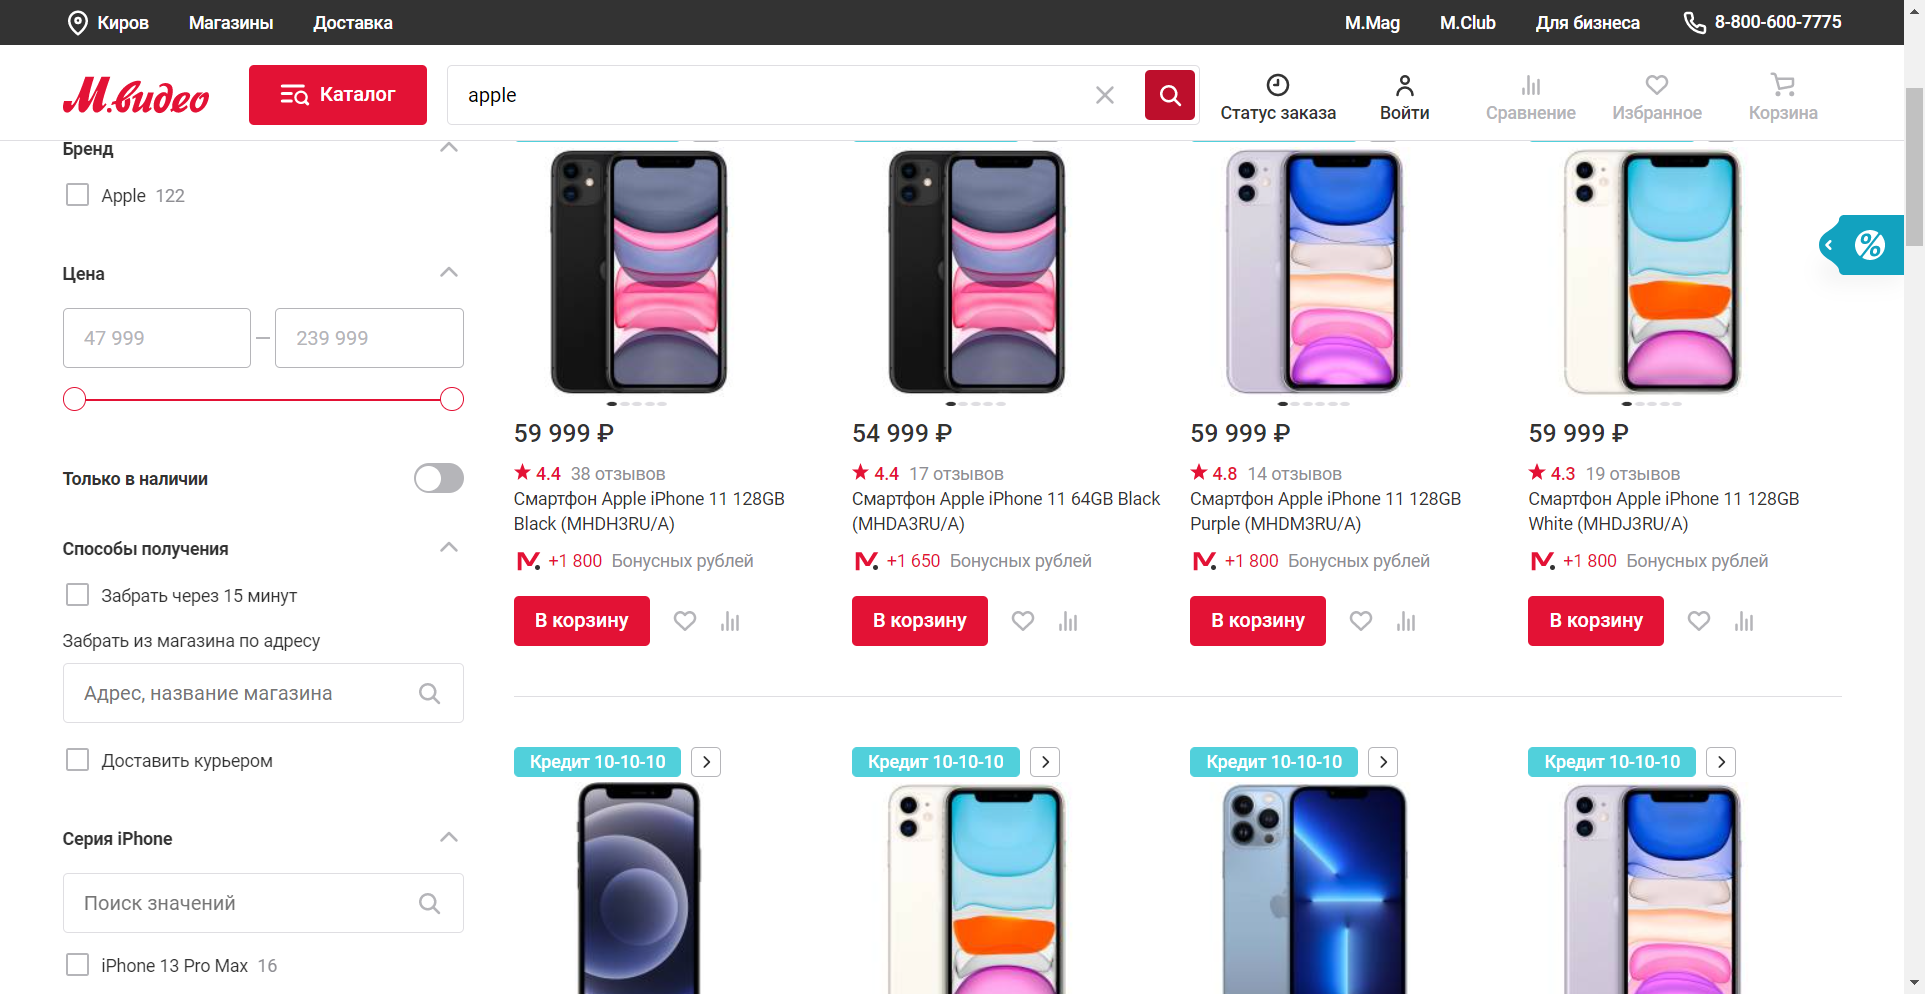 Киров Магазины Доставка M.Mag M.Club Для бизнеса 8-800-600-7775
М.видео Каталог apple Статус заказа Войти Сравнение Избранное Корзина
Бренд
Apple 122
Цена
47 999 – 239 999
Только в наличии
Способы получения
Забрать через 15 минут
Забрать из магазина по адресу
Адрес, название магазина
Доставить курьером
Серия iPhone
Поиск значений
iPhone 13 Pro Max 16
59 999 ₽
4.4 38 отзывов
Смартфон Apple iPhone 11 128GB
Black (MHDH3RU/A)
+1 800 Бонусных рублей
В корзину
54 999 ₽
4.4 17 отзывов
Смартфон Apple iPhone 11 64GB Black
(MHDA3RU/A)
+1 650 Бонусных рублей
В корзину
59 999 ₽
4.8 14 отзывов
Смартфон Apple iPhone 11 128GB
Purple (MHDM3RU/A)
+1 800 Бонусных рублей
В корзину
59 999 ₽
4.3 19 отзывов
Смартфон Apple iPhone 11 128GB
White (MHDJ3RU/A)
+1 800 Бонусных рублей
В корзину
%
Кредит 10-10-10
Кредит 10-10-10
Кредит 10-10-10
Кредит 10-10-10